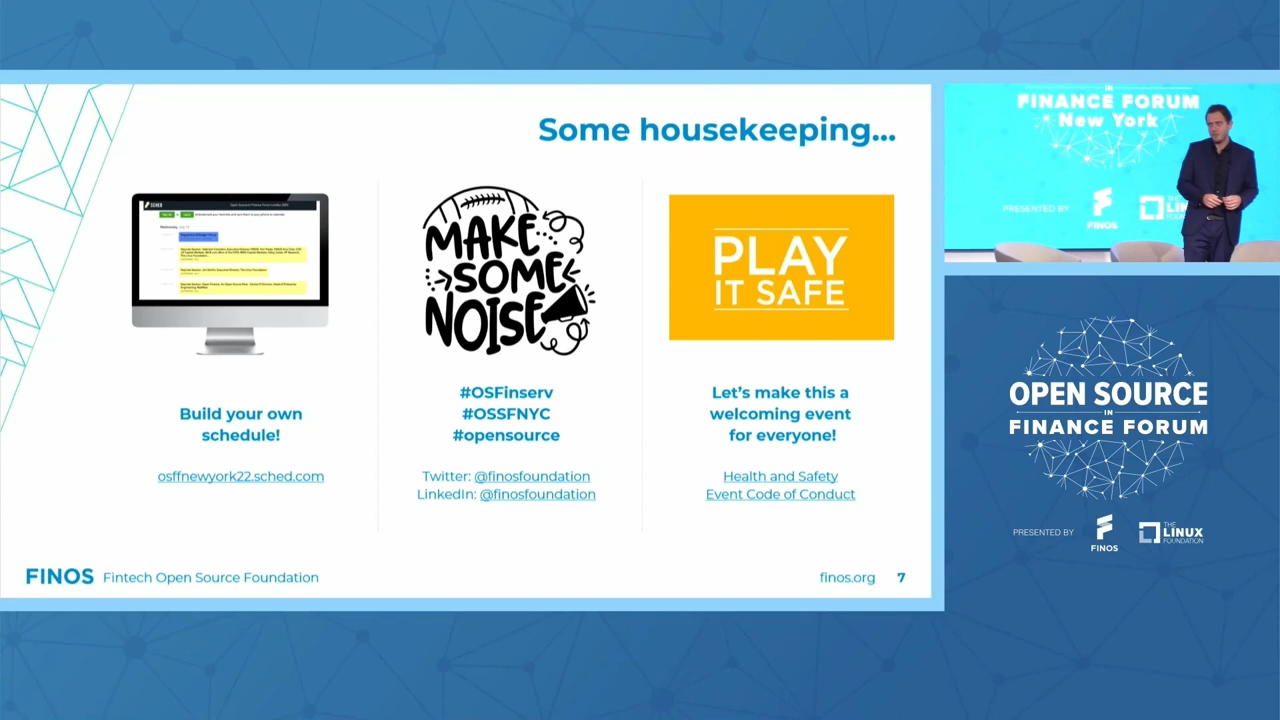 Some housekeeping...
SCHED
MAKE
SOME
NOISE
PLAY
IT SAFE
Build your own
schedule!
osffnewyork22.sched.com
#OSFinserv
#OSSFNYC
#opensource
Twitter: @finosfoundation
LinkedIn: @finosfoundation
Let's make this a
welcoming event
for everyone!
Health and Safety
Event Code of Conduct
FINOS Fintech Open Source Foundation
finos.org 7
IN
FINANCE FORUM
New York
PRESENTED BY
FINOS
OPEN SOURCE
IN
FINANCE FORUM
PRESENTED BY
FINOS
THE
LINUX
FOUNDATION